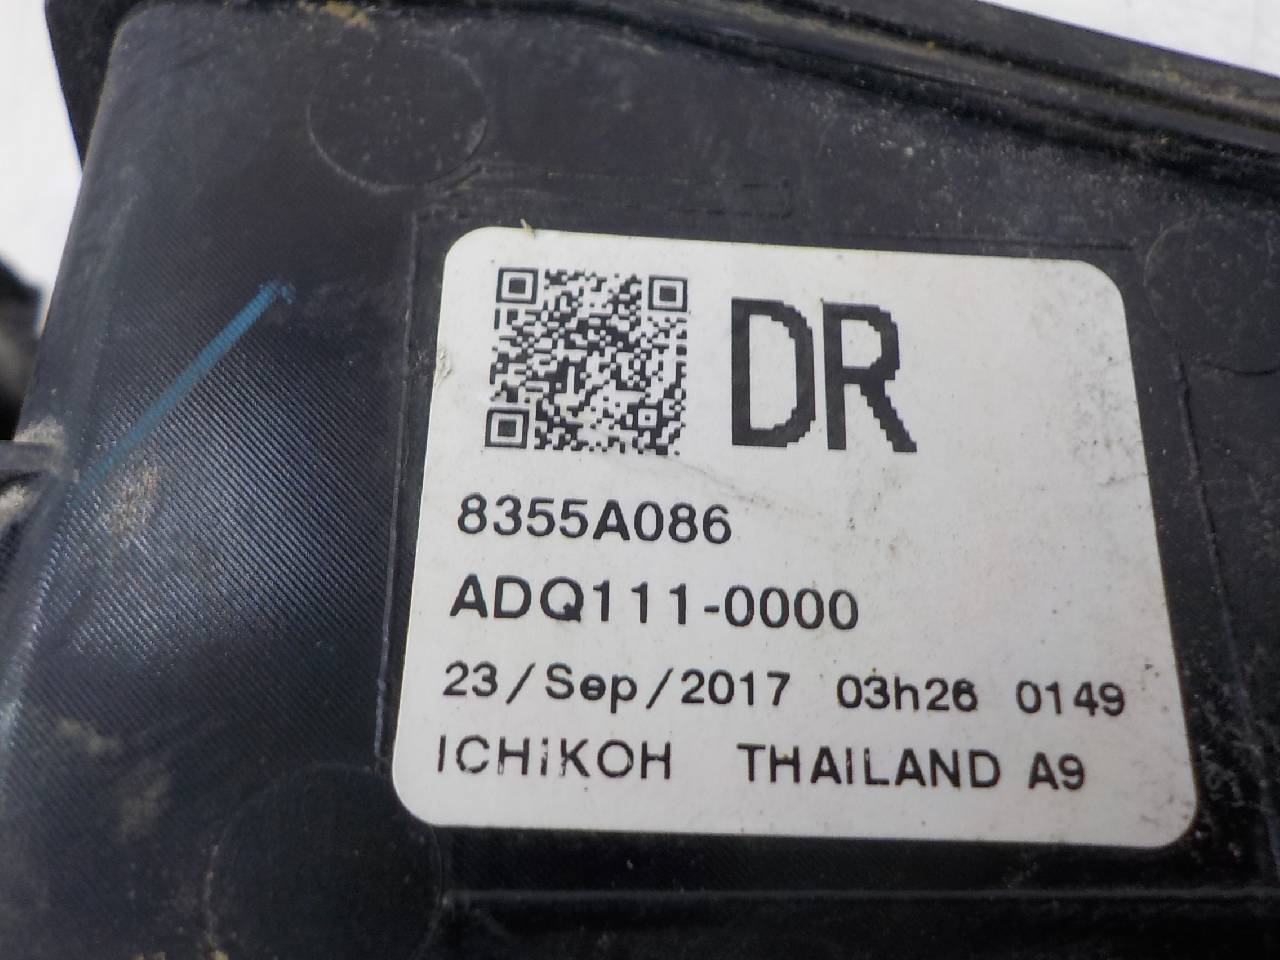 DR
8355A086
ADQ111-0000
23/Sep/2017 03h26 0149
ICHiKOH THAILAND A9